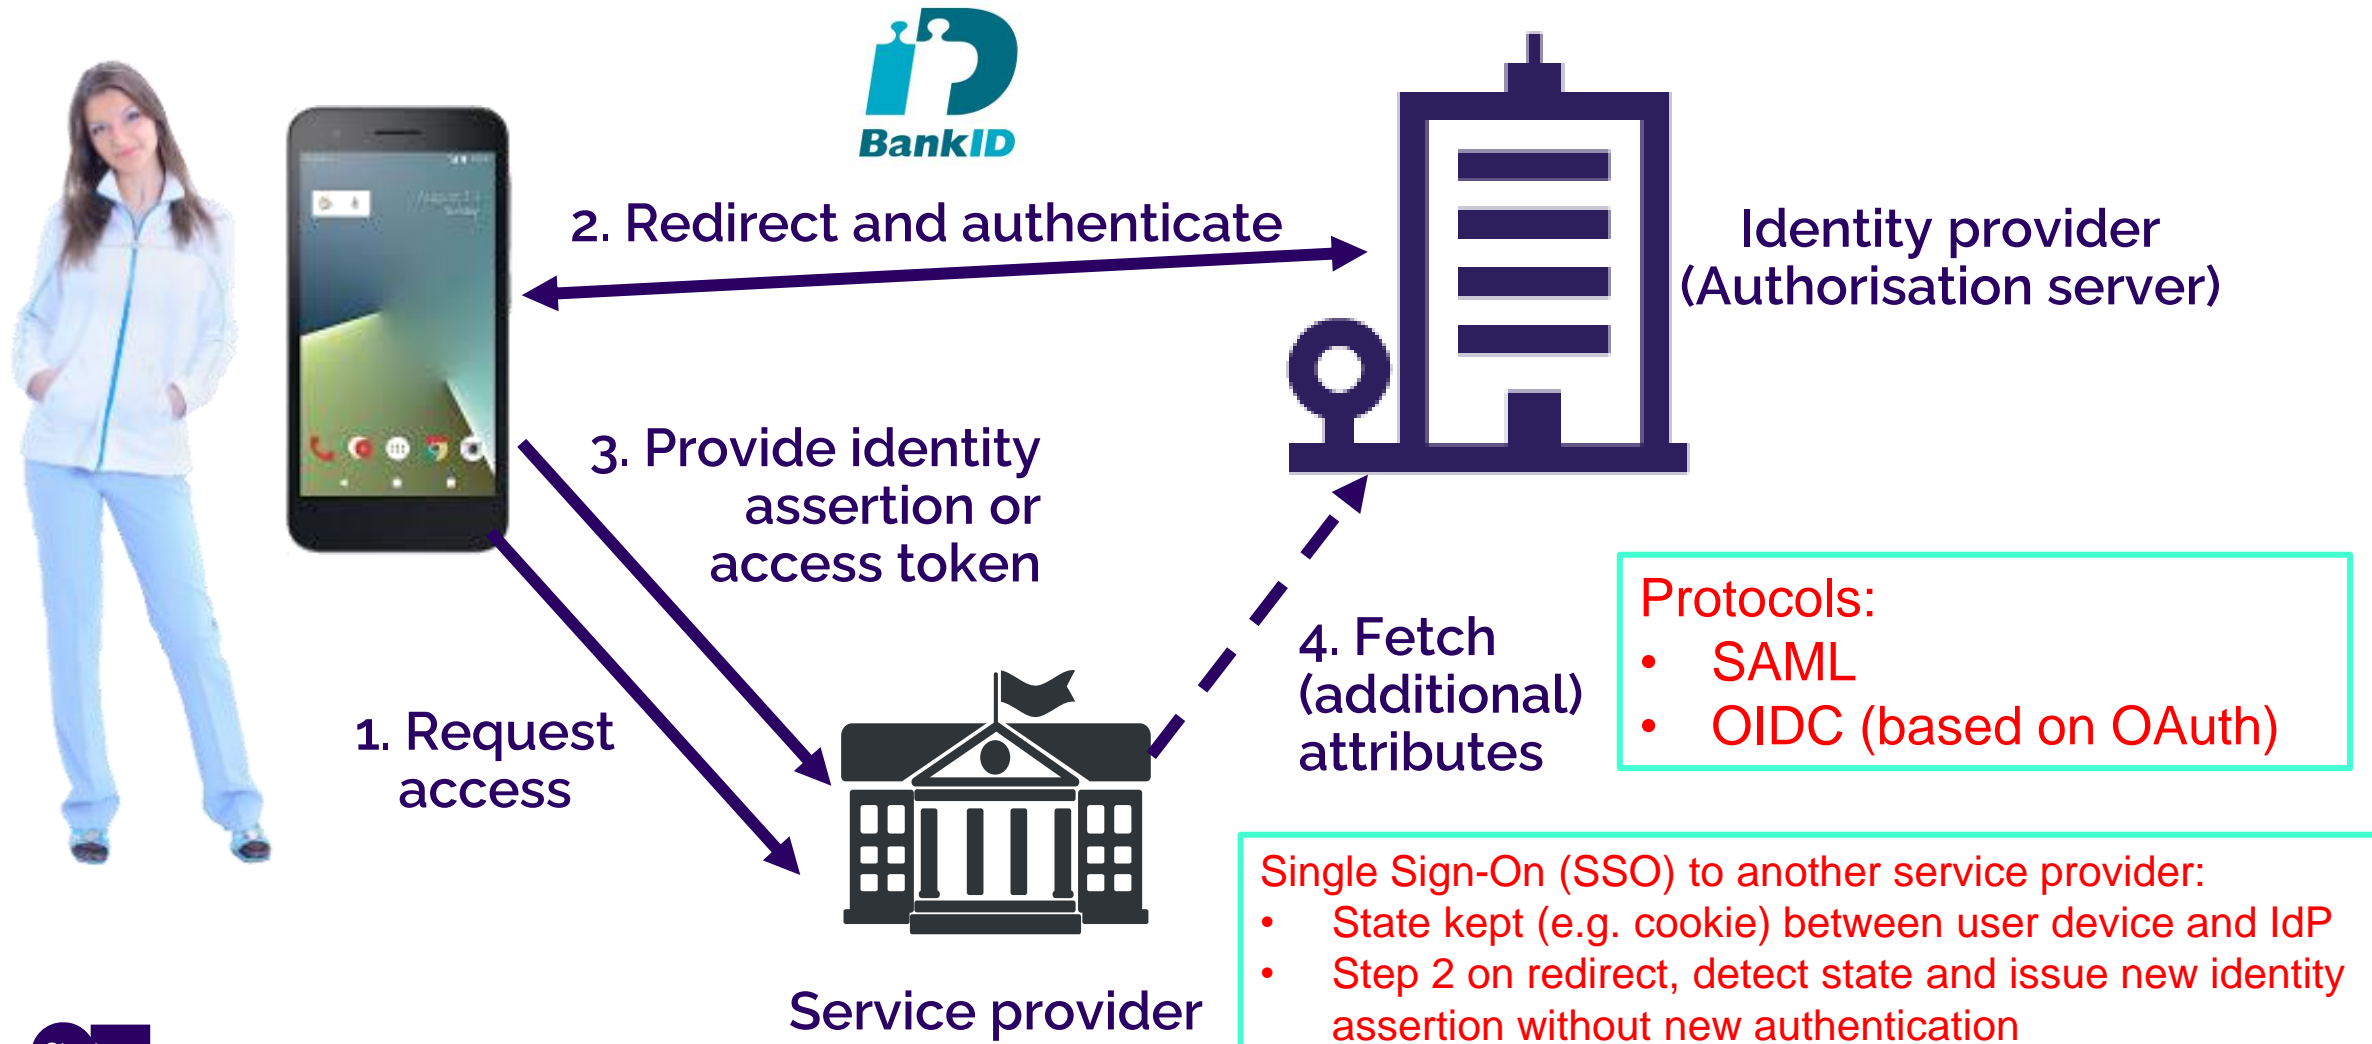 BankID
2. Redirect and authenticate
Identity provider
(Authorisation server)
3. Provide identity
assertion or
access token
1. Request
access
4. Fetch
(additional)
attributes
Protocols:
• SAML
• OIDC (based on OAuth)
Service provider
Single Sign-On (SSO) to another service provider:
• State kept (e.g. cookie) between user device and IdP
• Step 2 on redirect, detect state and issue new identity
assertion without new authentication